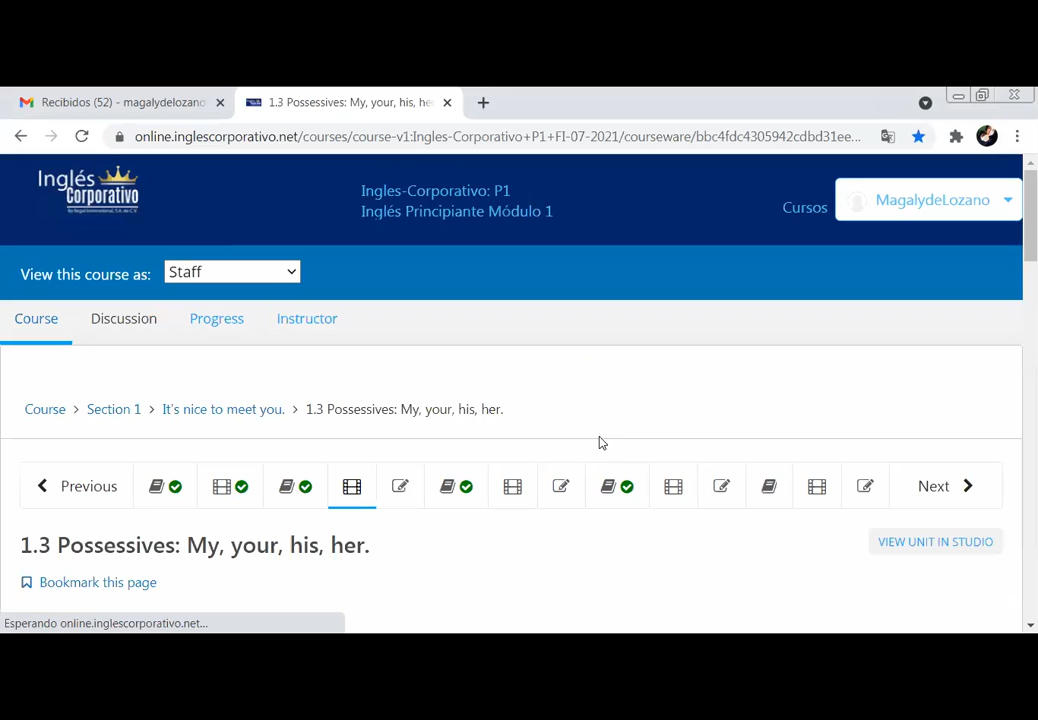 Recibidos (52) - magalydelozano
1.3 Possessives: My, your, his, he
online.inglescorporativo.net/courses/course-v1:Ingles-Corporativo+P1+FI-07-2021/courseware/bbc4fdc4305942cdbd31ee...
Inglés
Corporativo
Ingles-Corporativo: P1
Inglés Principiante Módulo 1
Cursos
MagalydeLozano
View this course as:
Staff
Course
Discussion
Progress
Instructor
Course > Section 1 > It's nice to meet you. > 1.3 Possessives: My, your, his, her.
Previous
Next
1.3 Possessives: My, your, his, her.
VIEW UNIT IN STUDIO
Bookmark this page
Esperando online.inglescorporativo.net...